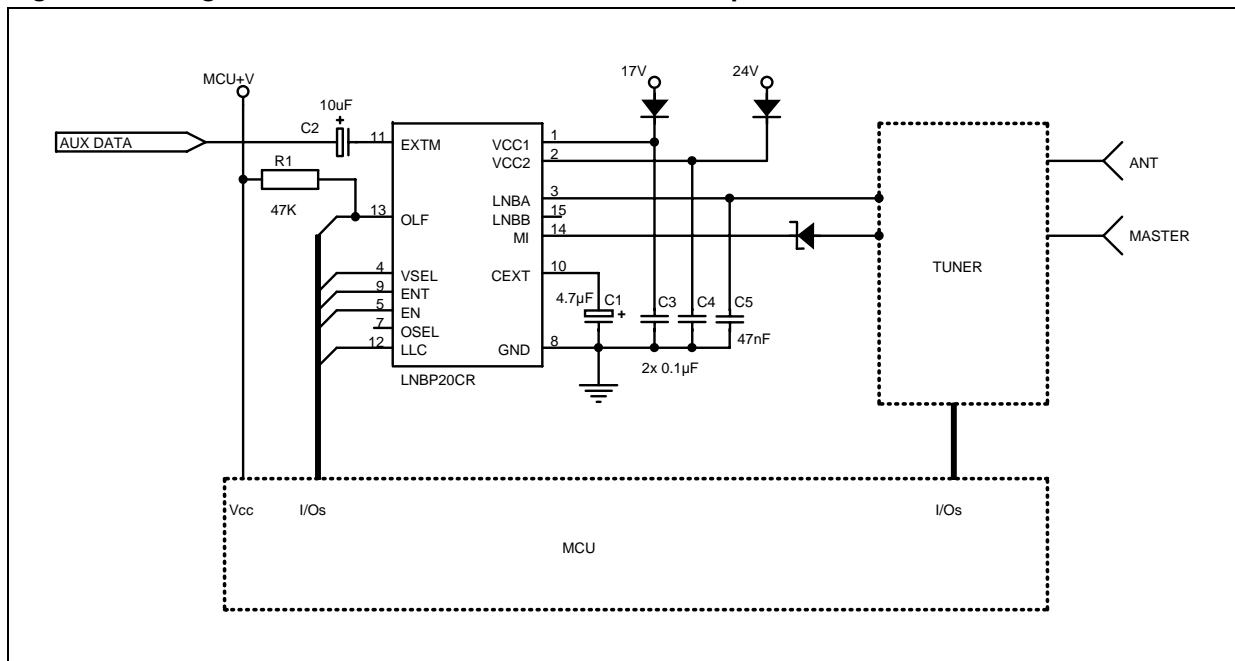 MCU+V
17V
24V
10uF
+
C2
AUX DATA
11
EXTM
VCC1
1
VCC2
2
R1
47K
LNBA
3
LNBB
15
13
OLF
MI
14
ANT
MASTER
TUNER
4
VSEL
CEXT
10
9
ENT
4.7µF
C1
+
C3
C4
C5
5
EN
7
OSEL
47nF
12
LLC
GND
8
2x 0.1µF
LNBP20CR
Vcc
I/Os
I/Os
MCU